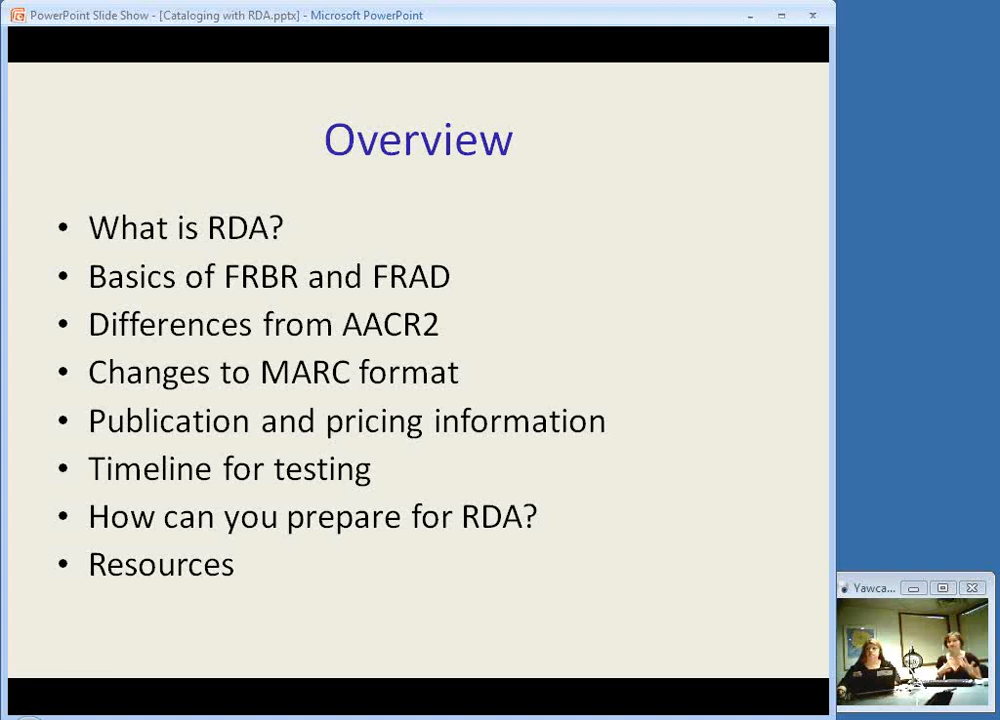 PowerPoint Slide Show - [Cataloging with RDA.pptx] - Microsoft PowerPoint
Overview
• What is RDA?
• Basics of FRBR and FRAD
• Differences from AACR2
• Changes to MARC format
• Publication and pricing information
• Timeline for testing
• How can you prepare for RDA?
• Resources
Yawca...